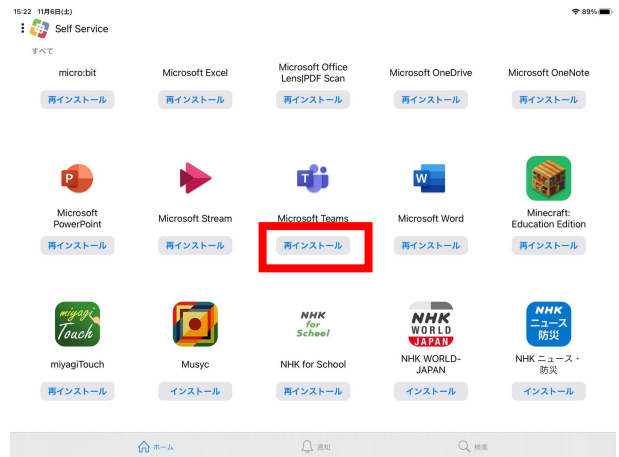 15:22 11月6日(土)
89%
Self Service
すべて
micro:bit
Microsoft Excel
Microsoft Office
Lens|PDF Scan
Microsoft OneDrive
Microsoft OneNote
再インストール
再インストール
再インストール
再インストール
再インストール
P
T
W
Microsoft
PowerPoint
Microsoft Stream
Microsoft Teams
Microsoft Word
Minecraft:
Education Edition
再インストール
再インストール
再インストール
再インストール
再インストール
miyagi
Touch
NHK
for
School
NHK
WORLD
JAPAN
NHK
ニュース
防災
miyagiTouch
Musyc
NHK for School
NHK WORLD-
JAPAN
NHK ニュース・
防災
再インストール
インストール
再インストール
インストール
インストール
ホーム
通知
検索